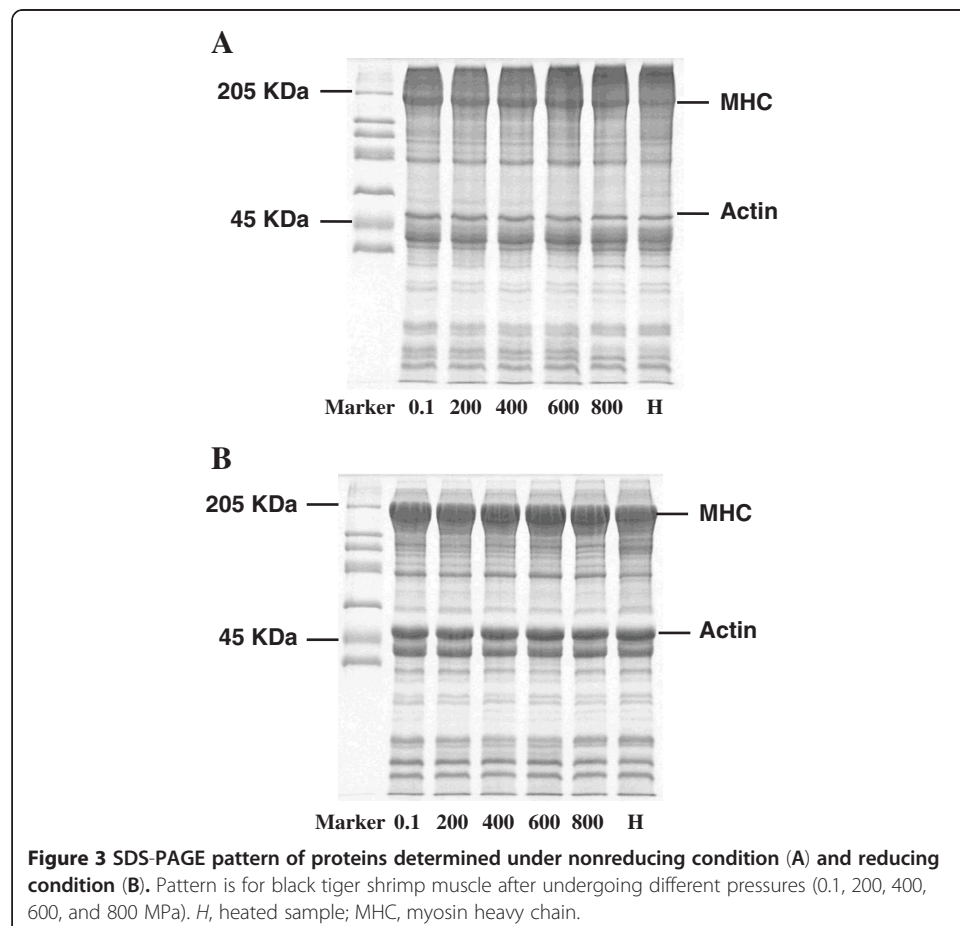 A
205 KDa
MHC
Actin
45 KDa
Marker 0.1 200 400 600 800 H
B
205 KDa
MHC
Actin
45 KDa
Marker 0.1 200 400 600 800 H
Figure 3 SDS-PAGE pattern of proteins determined under nonreducing condition (A) and reducing
condition (B). Pattern is for black tiger shrimp muscle after undergoing different pressures (0.1, 200, 400,
600, and 800 MPa). H, heated sample; MHC, myosin heavy chain.